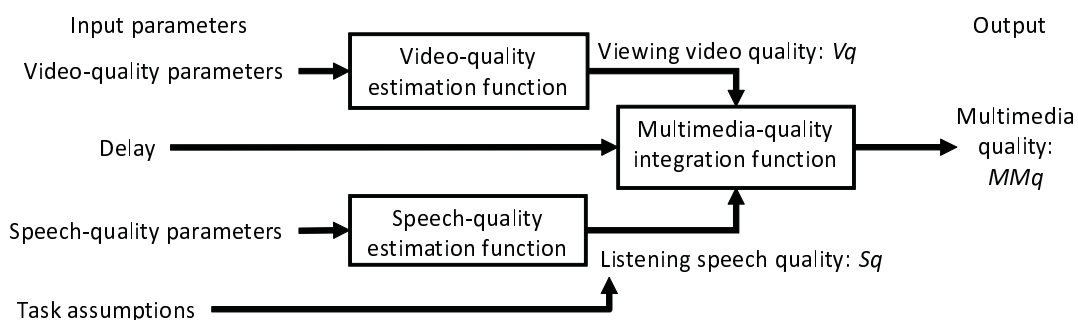 Input parameters
Output
Video-quality parameters
Video-quality
estimation function
Viewing video quality: Vq
Delay
Multimedia-quality
integration function
Multimedia
quality:
MMq
Speech-quality parameters
Speech-quality
estimation function
Listening speech quality: Sq
Task assumptions